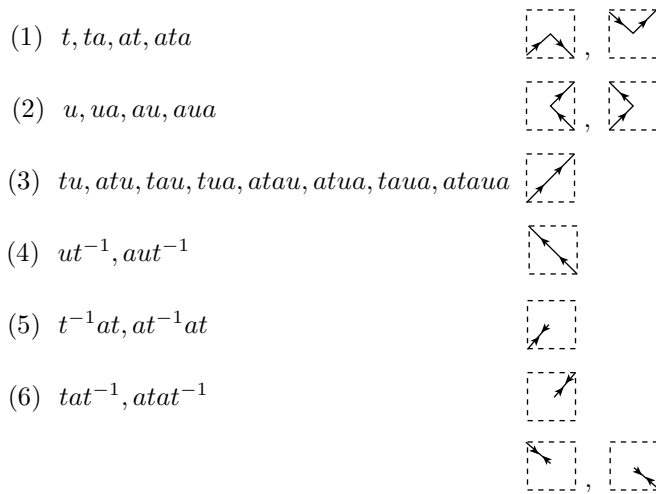 (1) t, ta, at, ata ,
(2) u, ua, au, aua ,
(3) tu, atu, tau, tua, atau, atua, taua, ataua
(4) ut⁻¹, aut⁻¹
(5) t⁻¹at, at⁻¹at
(6) tat⁻¹, atat⁻¹
,